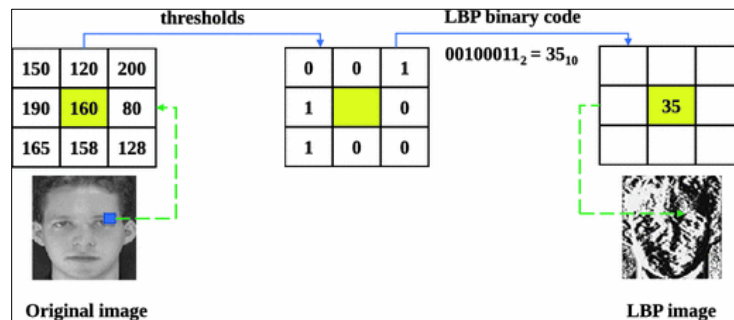 thresholds
LBP binary code
150 120 200
190 160 80
165 158 128
0 0 1
1 0
1 0 0
00100011₂ = 35₁₀
35
Original image
LBP image